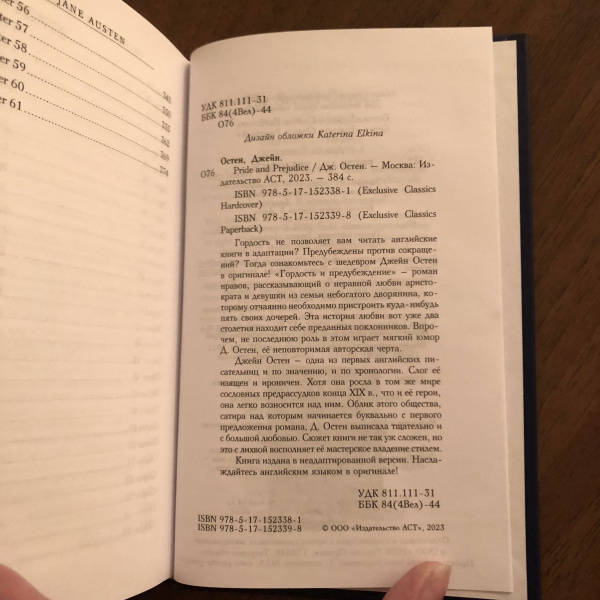 JANE AUSTEN
Chapter 56
57
58
59
60
61
341
350
355
362
369
374
УДК 811.111-31
ББК 84(4Вел)-44
О76
Дизайн обложки Katerina Elkina
Остен, Джейн.
О76 Pride and Prejudice / Дж. Остен. — Москва: Из-
дательство АСТ, 2023. — 384 с.
ISBN 978-5-17-152338-1 (Exclusive Classics
Hardcover)
ISBN 978-5-17-152339-8 (Exclusive Classics
Paperback)
Гордость не позволяет вам читать английские
книги в адаптации? Предубеждены против сокраще-
ний? Тогда ознакомьтесь с шедевром Джейн Остен
в оригинале! «Гордость и предубеждение» — роман
нравов, рассказывающий о неравной любви аристо-
крата и девушки из семьи небогатого дворянина, ко-
торому отчаянно необходимо пристроить куда-нибудь
пять своих дочерей. Эта история любви вот уже два
столетия находит себе преданных поклонников. Впро-
чем, не последнюю роль в этом играет мягкий юмор
Д. Остен, её неповторимая авторская черта.
Джейн Остен — одна из первых английских пи-
сательниц и по значению, и по хронологии. Слог её
изящен и ироничен. Хотя она росла в том же мире
сословных предрассудков конца XIX в., что и её герои,
она легко возносится над ним. Облик этого общества,
сатира над которым начинается буквально с первого
предложения романа, Д. Остен выписала тщательно и
с большой любовью. Сюжет книги не так уж сложен, но
это с лихвой восполняет её мастерское владение стилем.
Книга издана в неадаптированной версии. Насла-
ждайтесь английским языком в оригинале!
УДК 811.111-31
ББК 84(4Вел)-44
ISBN 978-5-17-152338-1
ISBN 978-5-17-152339-8
© ООО «Издательство АСТ», 2023